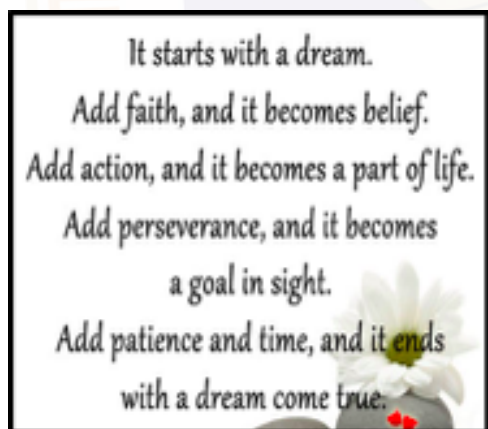 It starts with a dream.
Add faith, and it becomes belief.
Add action, and it becomes a part of life.
Add perseverance, and it becomes
a goal in sight.
Add patience and time, and it ends
with a dream come true.